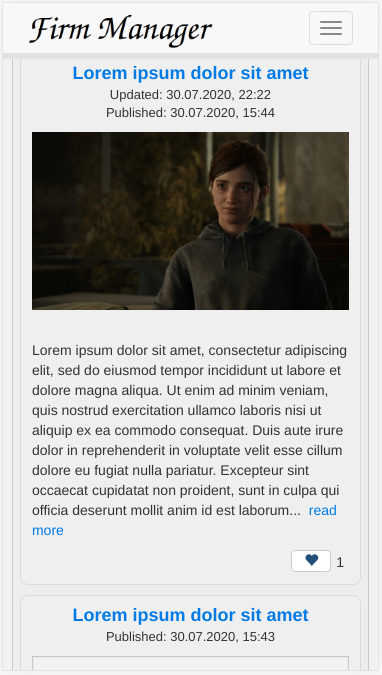 Firm Manager
Lorem ipsum dolor sit amet
Updated: 30.07.2020, 22:22
Published: 30.07.2020, 15:44
Lorem ipsum dolor sit amet, consectetur adipiscing
elit, sed do eiusmod tempor incididunt ut labore et
dolore magna aliqua. Ut enim ad minim veniam,
quis nostrud exercitation ullamco laboris nisi ut
aliquip ex ea commodo consequat. Duis aute irure
dolor in reprehenderit in voluptate velit esse cillum
dolore eu fugiat nulla pariatur. Excepteur sint
occaecat cupidatat non proident, sunt in culpa qui
officia deserunt mollit anim id est laborum... read
more
1
Lorem ipsum dolor sit amet
Published: 30.07.2020, 15:43